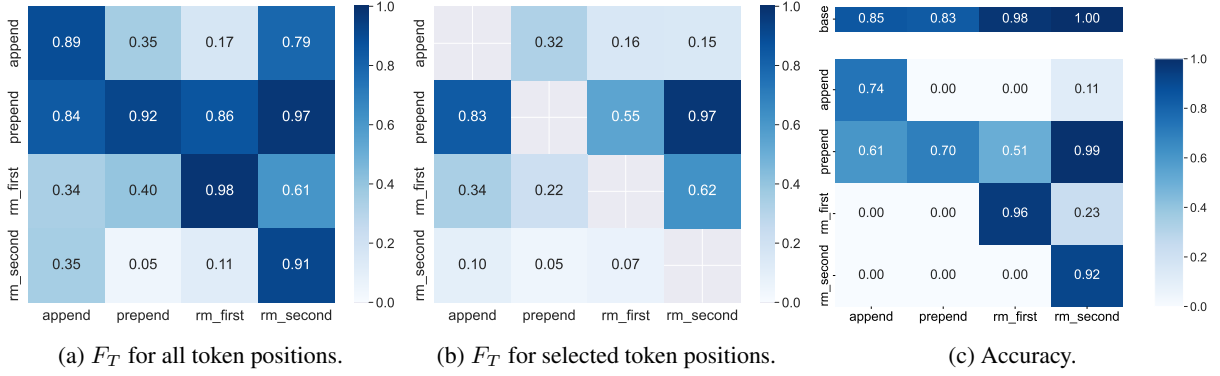 append 0.89 0.35 0.17 0.79
prepend 0.84 0.92 0.86 0.97
rm_first 0.34 0.40 0.98 0.61
rm_second 0.35 0.05 0.11 0.91
append prepend rm_first rm_second
1.0
0.8
0.6
0.4
0.2
0.0
(a) F_T for all token positions.
append 0.32 0.16 0.15
prepend 0.83 0.55 0.97
rm_first 0.34 0.22 0.62
rm_second 0.10 0.05 0.07
append prepend rm_first rm_second
1.0
0.8
0.6
0.4
0.2
0.0
(b) F_T for selected token positions.
base 0.85 0.83 0.98 1.00
append 0.74 0.00 0.00 0.11
prepend 0.61 0.70 0.51 0.99
rm_first 0.00 0.00 0.96 0.23
rm_second 0.00 0.00 0.00 0.92
append prepend rm_first rm_second
1.0
0.8
0.6
0.4
0.2
0.0
(c) Accuracy.